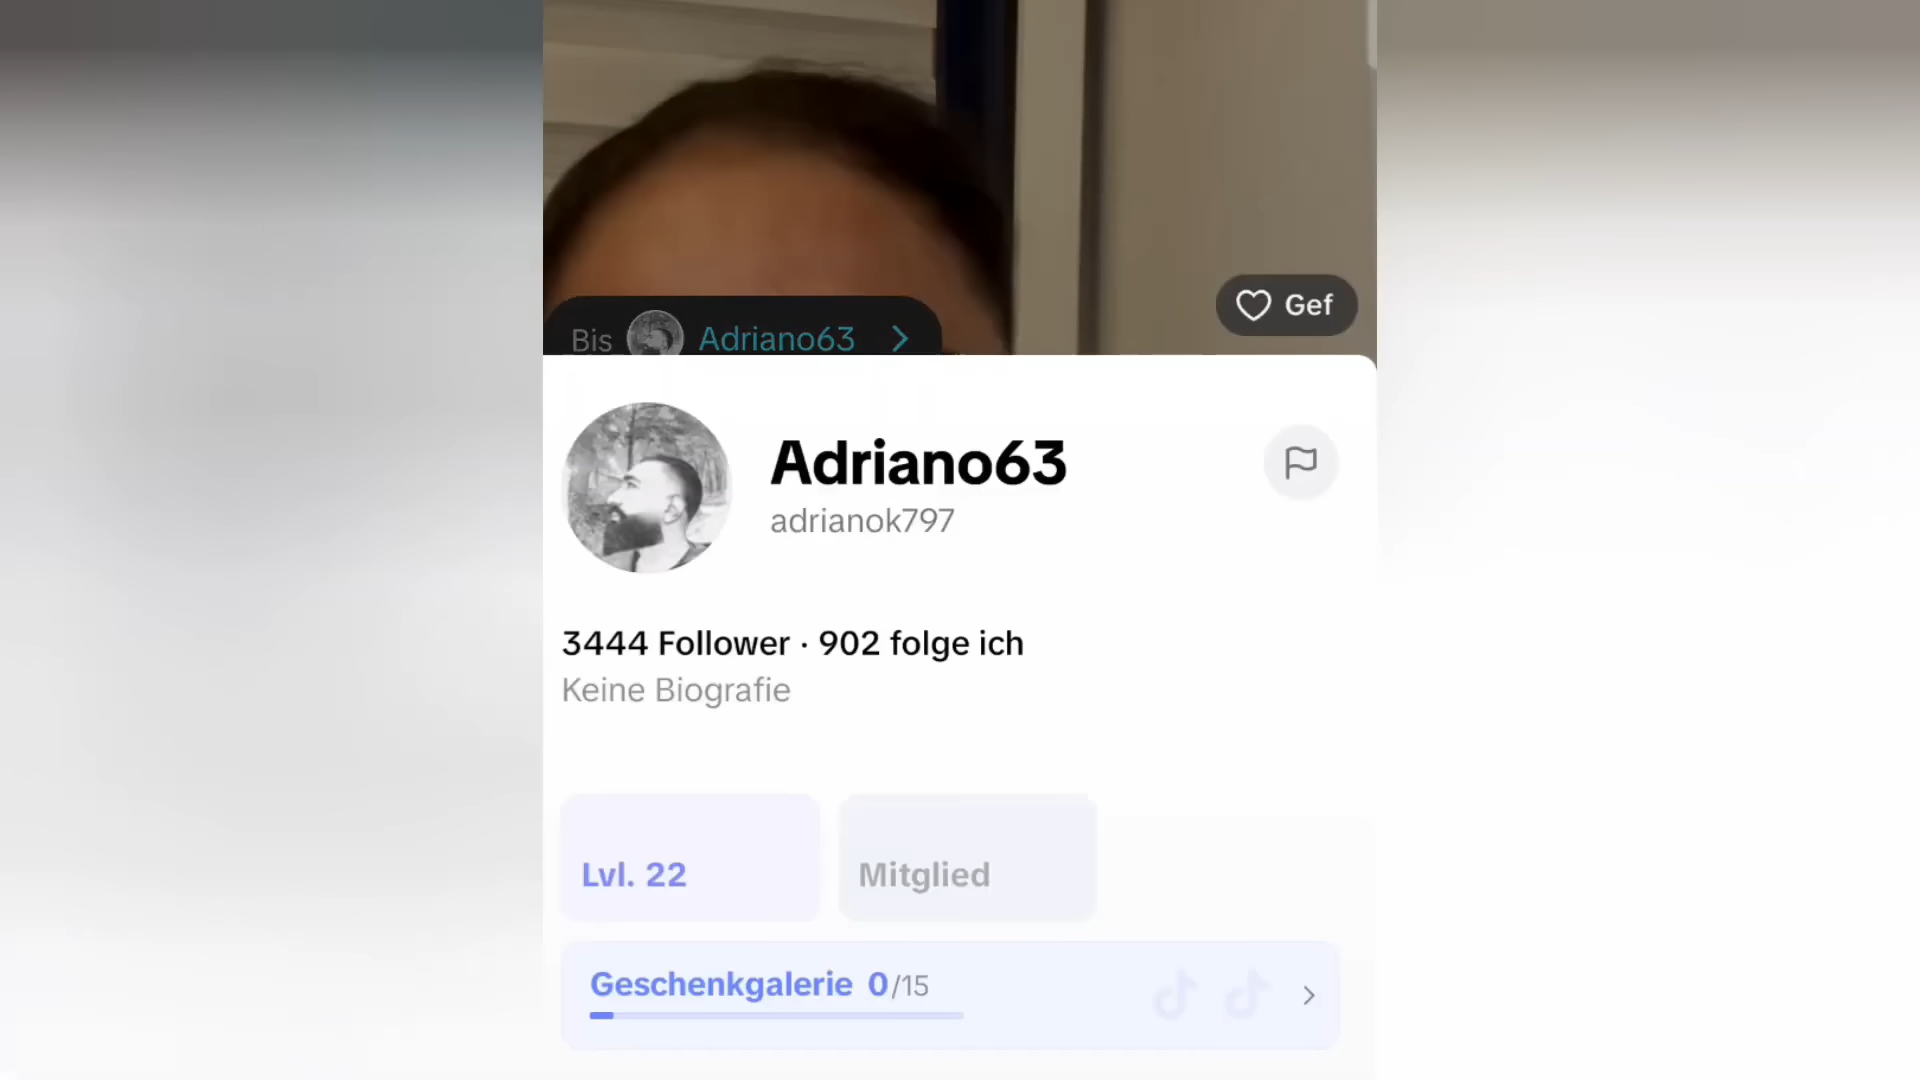 Gef
Bis Adriano63
Adriano63
adrianok797
3444 Follower · 902 folge ich
Keine Biografie
Lvl. 22
Mitglied
Geschenkgalerie 0/15